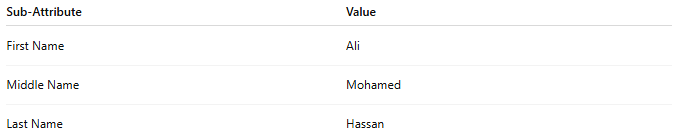 Sub-Attribute Value
First Name Ali
Middle Name Mohamed
Last Name Hassan